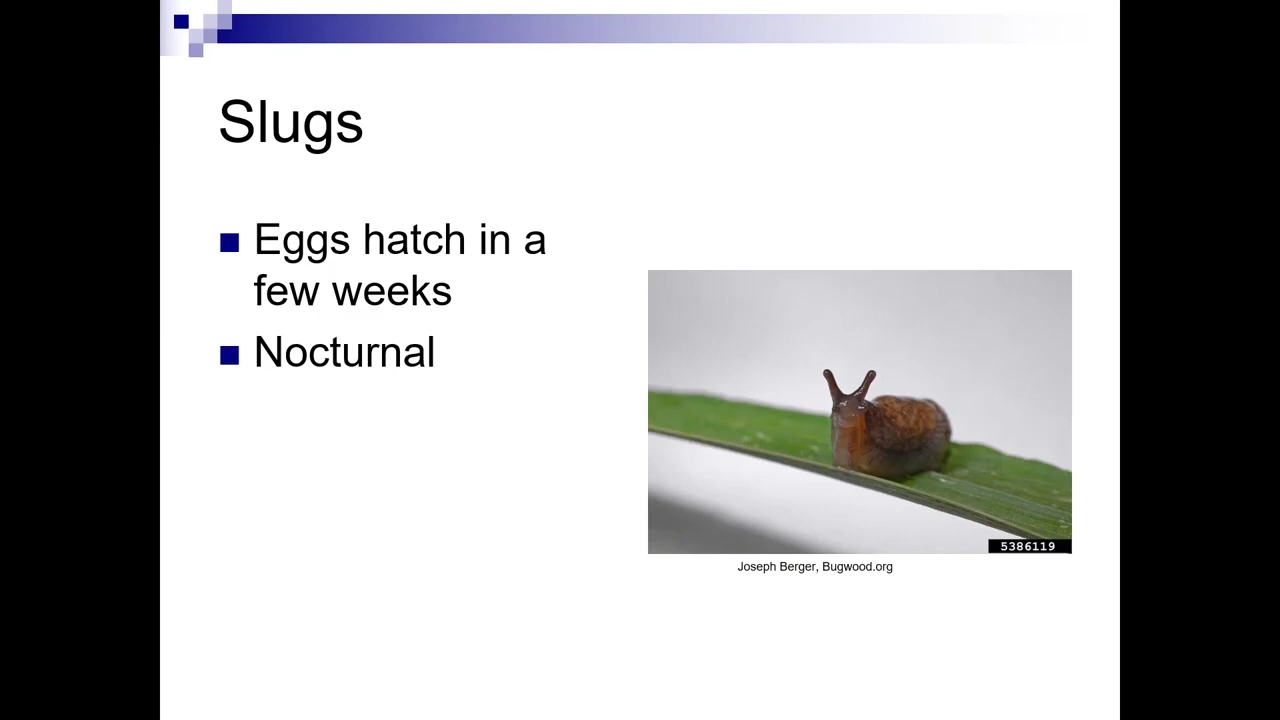 Slugs
Eggs hatch in a
few weeks
Nocturnal
5386119
Joseph Berger, Bugwood.org